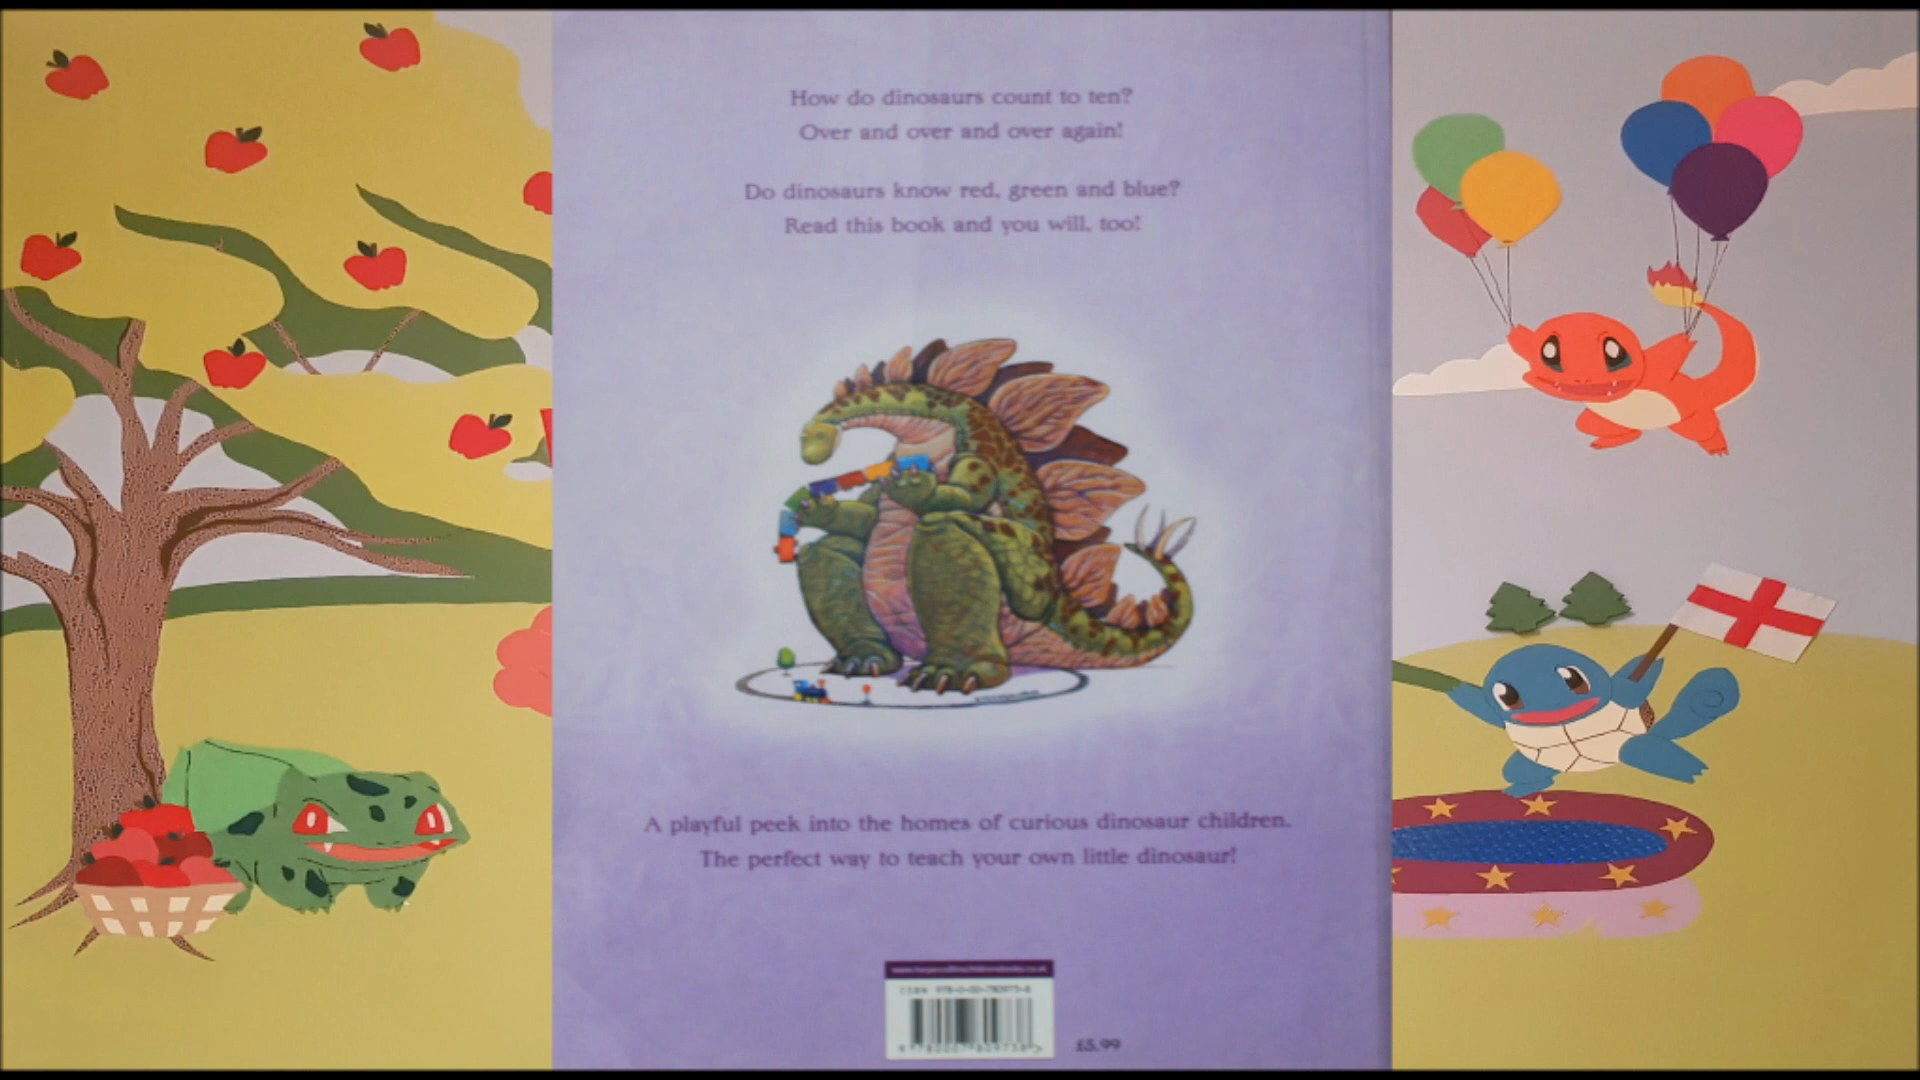 How do dinosaurs count to ten?
Over and over and over again!
Do dinosaurs know red, green and blue?
Read this book and you will, too!
A playful peek into the homes of curious dinosaur children.
The perfect way to teach your own little dinosaur!
£5.99